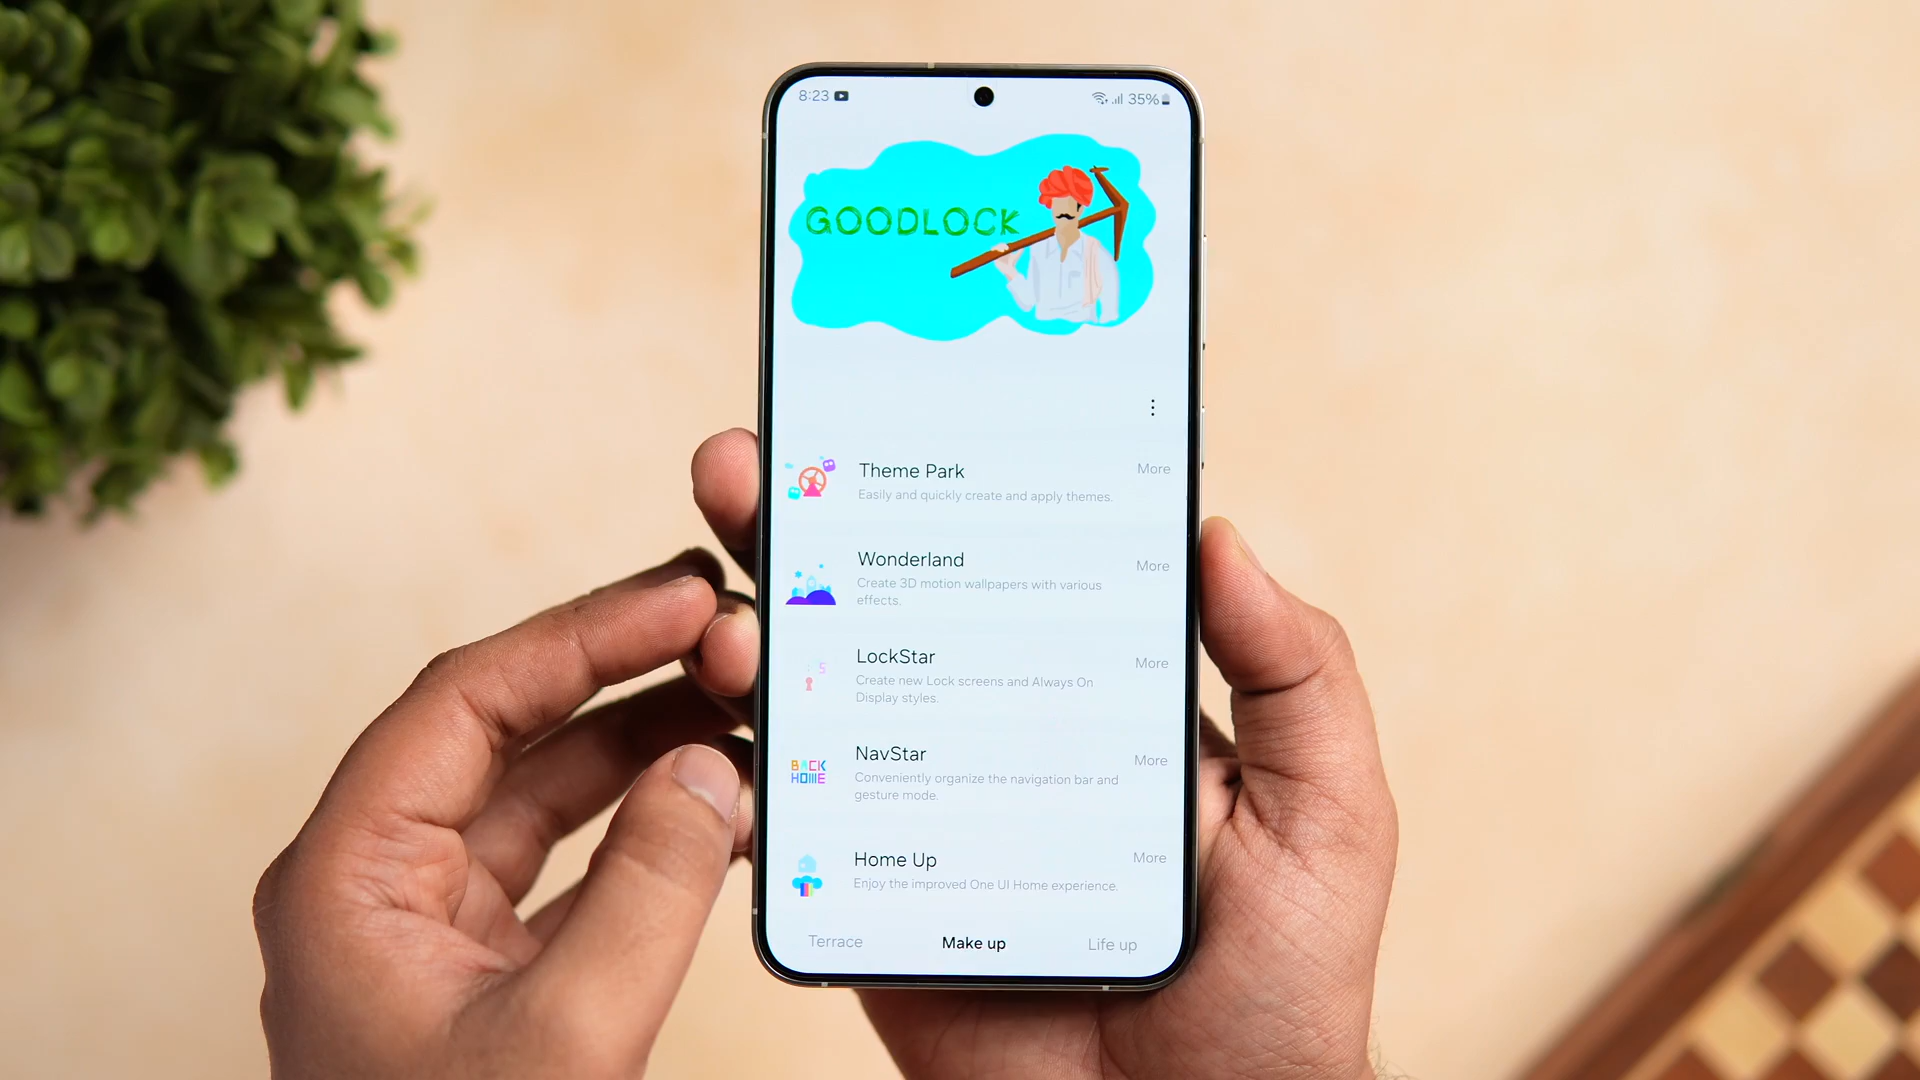 8:23
35%
GOODLOCK
Theme Park
More
Easily and quickly create and apply themes.
Wonderland
More
Create 3D motion wallpapers with various
effects.
: 5
LockStar
More
Create new Lock screens and Always On
Display styles.
NavStar
More
BACK
HOME
Conveniently organize the navigation bar and
gesture mode.
Home Up
More
Enjoy the improved One UI Home experience.
Terrace
Make up
Life up